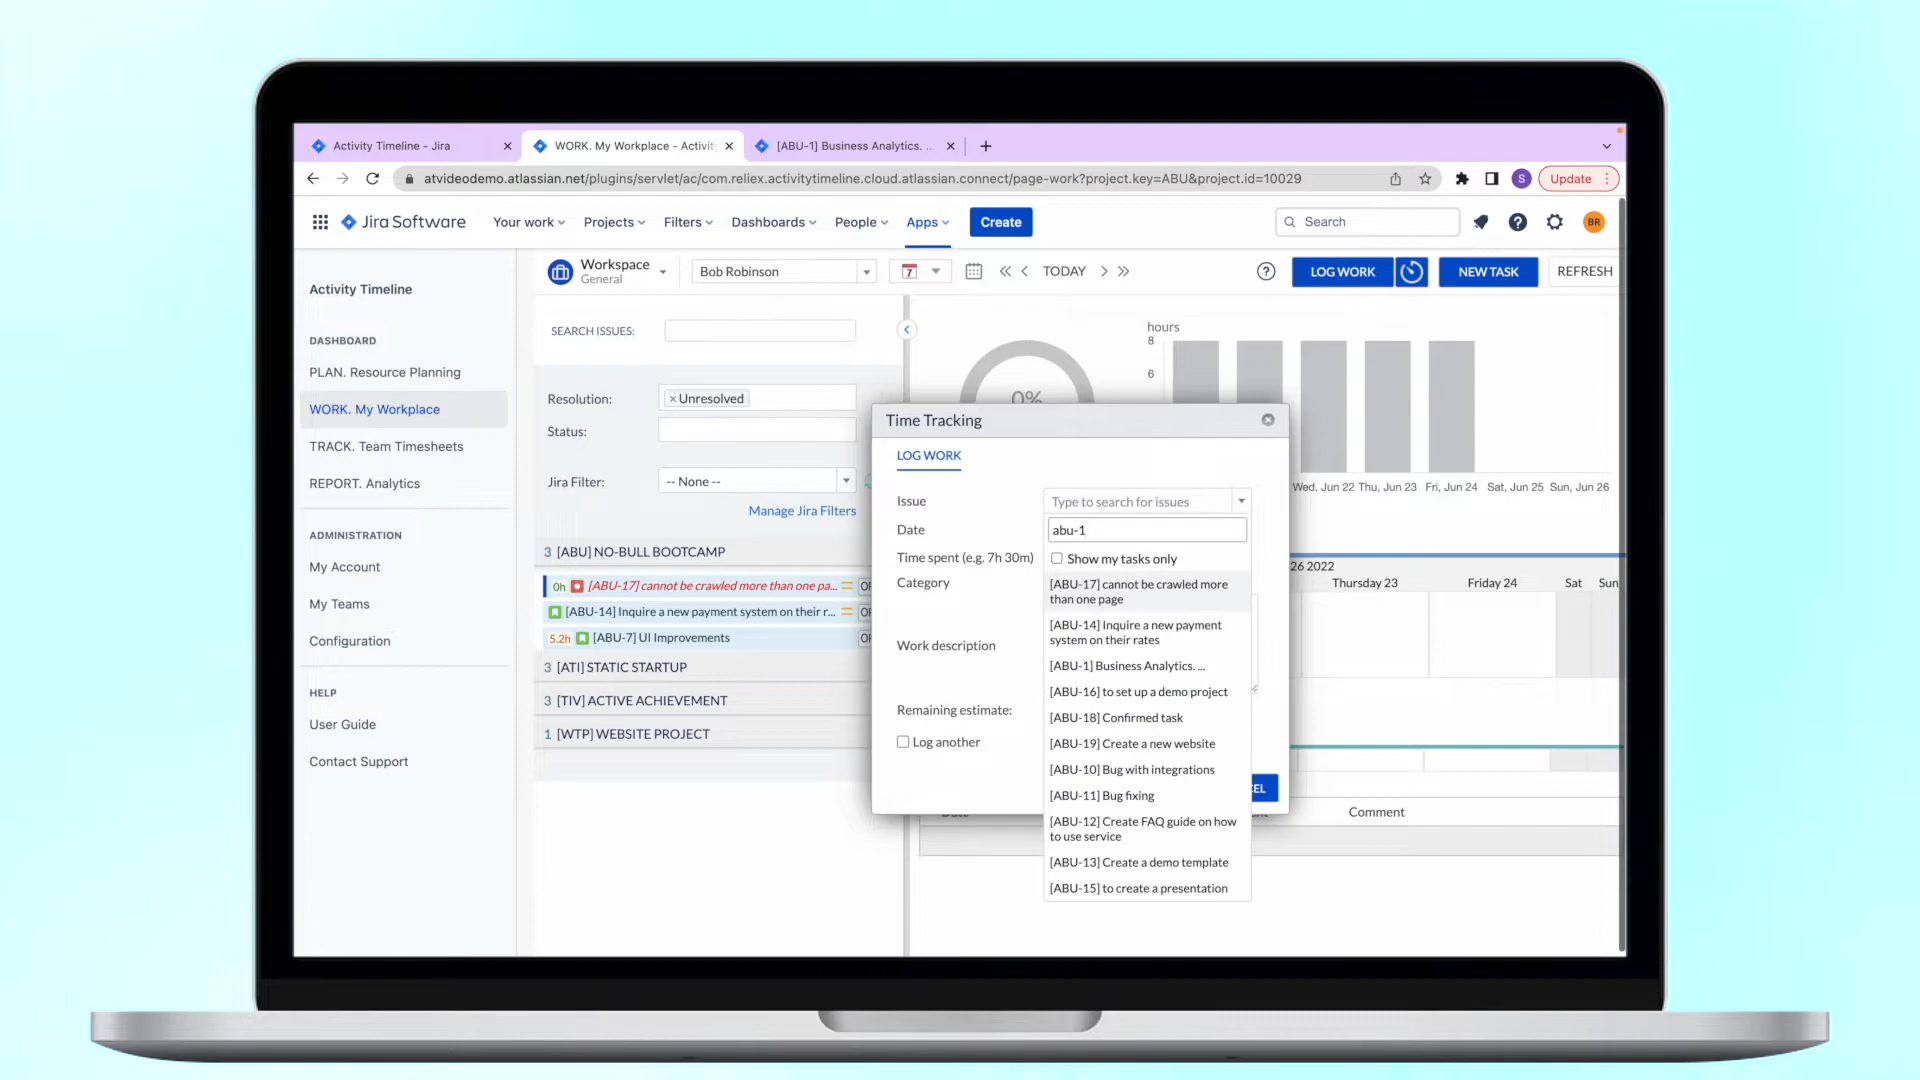 Activity Timeline - Jira
WORK. My Workplace - Activit
[ABU-1] Business Analytics. ...
atvideodemo.atlassian.net/plugins/servlet/ac/com.reliex.activitytimeline.cloud.atlassian.connect/page-work?project.key=ABU&project.id=10029
S
Update
Jira Software
Your work
Projects
Filters
Dashboards
People
Apps
Create
Search
BR
Activity Timeline
DASHBOARD
PLAN. Resource Planning
WORK. My Workplace
TRACK. Team Timesheets
REPORT. Analytics
ADMINISTRATION
My Account
My Teams
Configuration
HELP
User Guide
Contact Support
Workspace
General
Bob Robinson
7
TODAY
LOG WORK
NEW TASK
REFRESH
SEARCH ISSUES:
Resolution:
×Unresolved
Status:
Jira Filter:
-- None --
Manage Jira Filters
3 [ABU] NO-BULL BOOTCAMP
0h [ABU-17] cannot be crawled more than one pa...
[ABU-14] Inquire a new payment system on their r...
5.2h [ABU-7] UI Improvements
3 [ATI] STATIC STARTUP
3 [TIV] ACTIVE ACHIEVEMENT
1 [WTP] WEBSITE PROJECT
0%
hours
8
6
Wed, Jun 22 Thu, Jun 23 Fri, Jun 24 Sat, Jun 25 Sun, Jun 26
26 2022
Thursday 23
Friday 24
Sat
Sun
Comment
Time Tracking
LOG WORK
Issue
Type to search for issues
Date
abu-1
Time spent (e.g. 7h 30m)
Show my tasks only
Category
[ABU-17] cannot be crawled more
than one page
[ABU-14] Inquire a new payment
system on their rates
Work description
[ABU-1] Business Analytics. ...
[ABU-16] to set up a demo project
Remaining estimate:
[ABU-18] Confirmed task
Log another
[ABU-19] Create a new website
[ABU-10] Bug with integrations
[ABU-11] Bug fixing
[ABU-12] Create FAQ guide on how
to use service
[ABU-13] Create a demo template
[ABU-15] to create a presentation